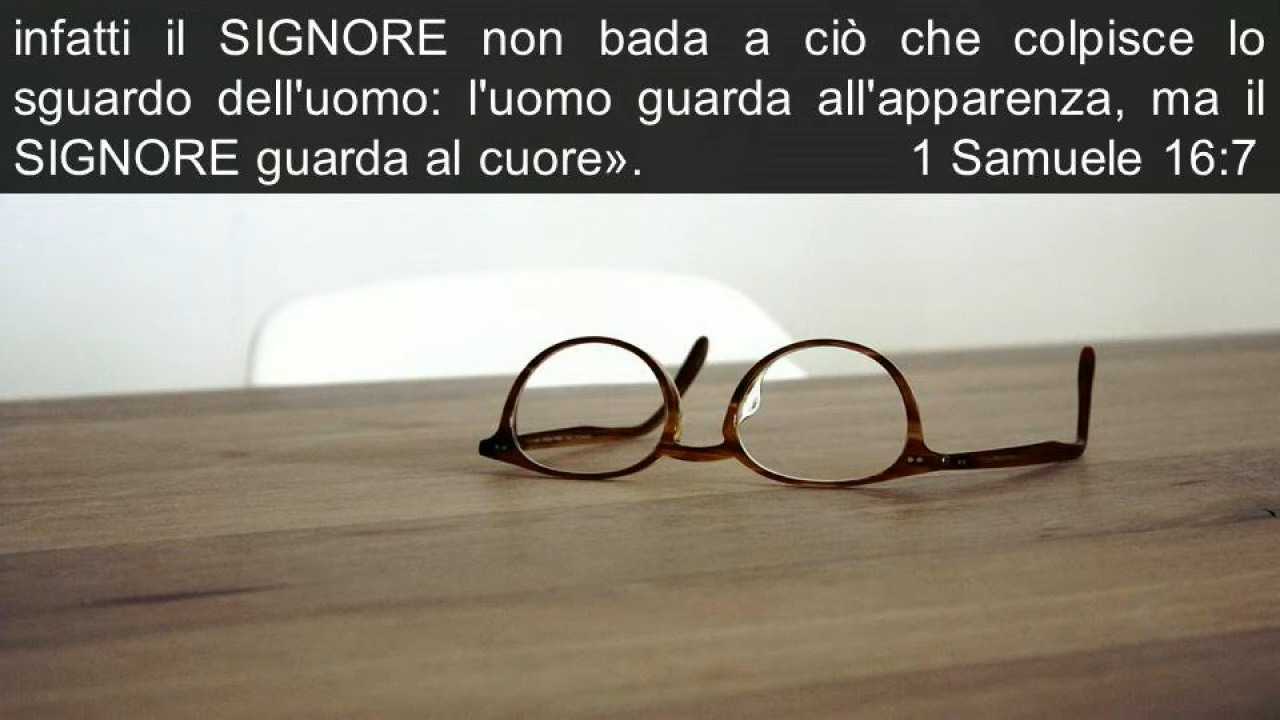 infatti il SIGNORE non bada a ciò che colpisce lo
sguardo dell'uomo: l'uomo guarda all'apparenza, ma il
SIGNORE guarda al cuore». 1 Samuele 16:7